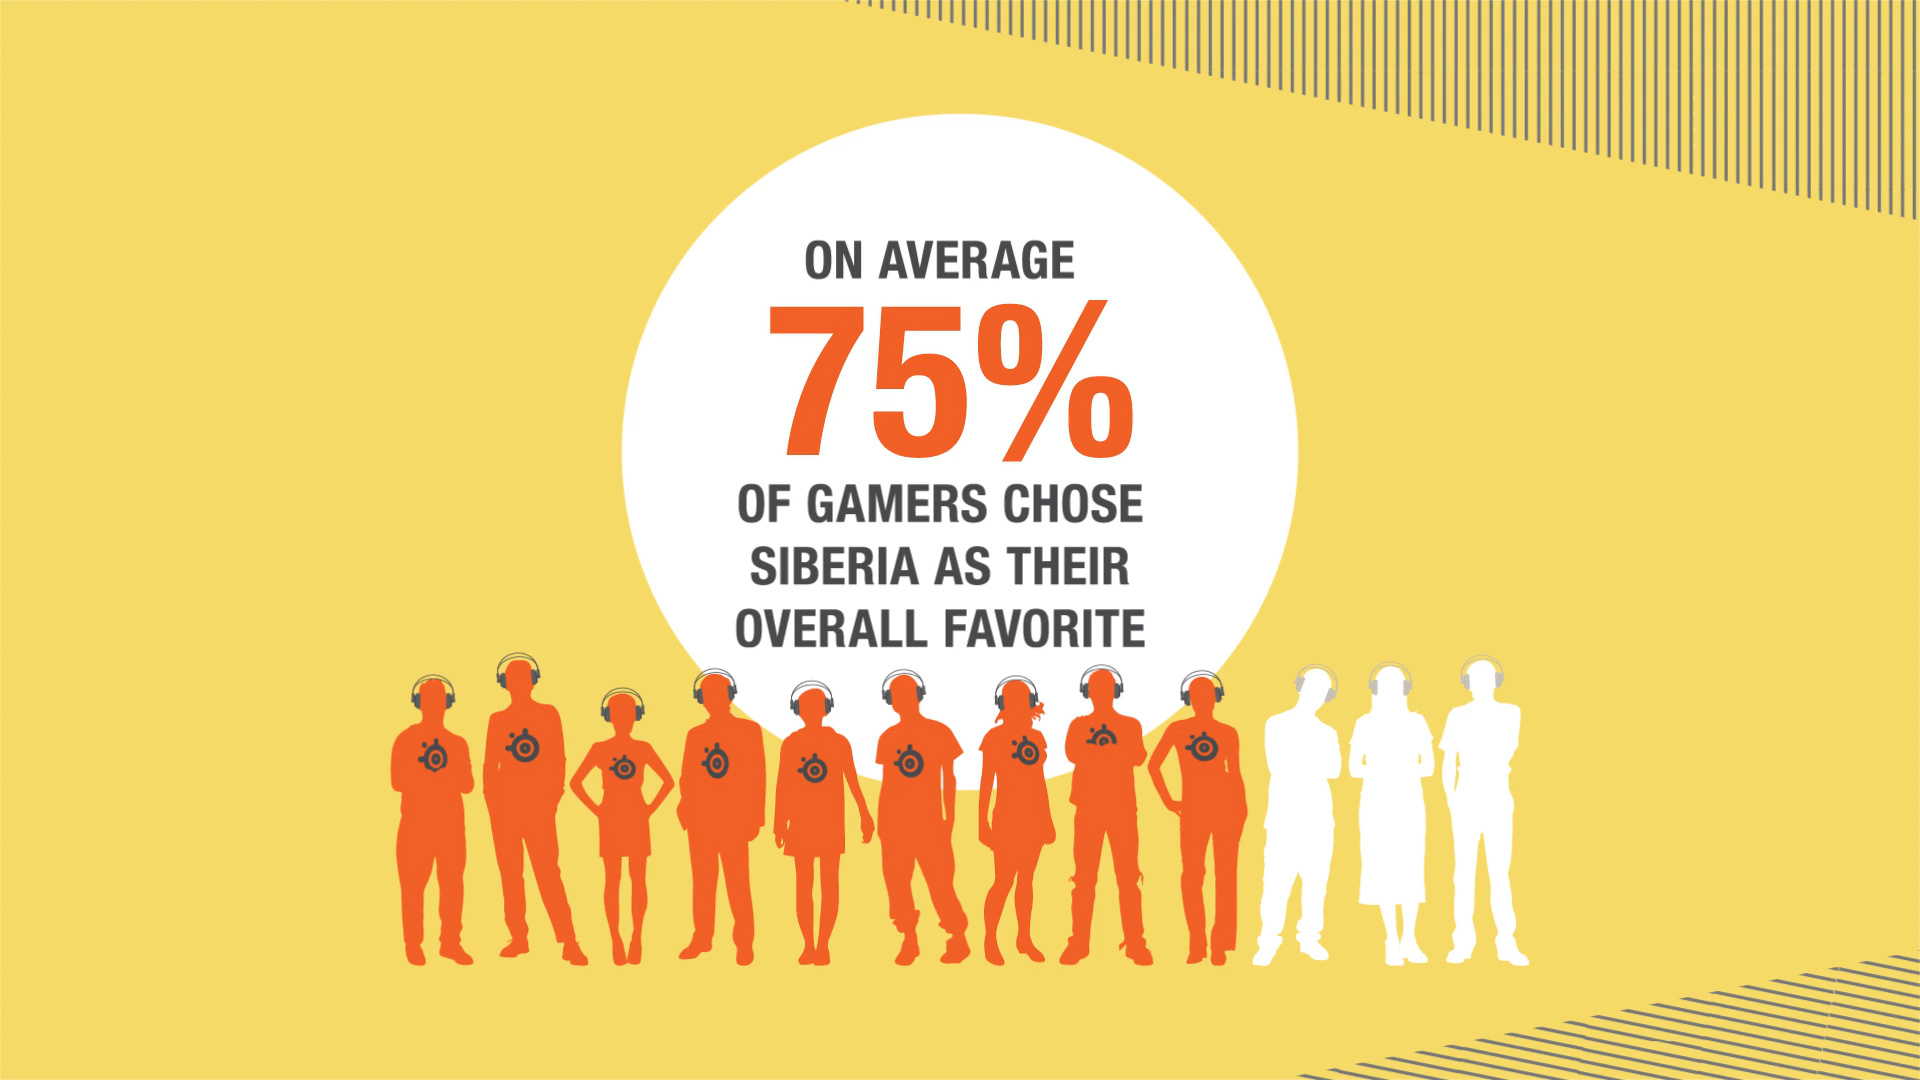 ON AVERAGE
75%
OF GAMERS CHOSE
SIBERIA AS THEIR
OVERALL FAVORITE